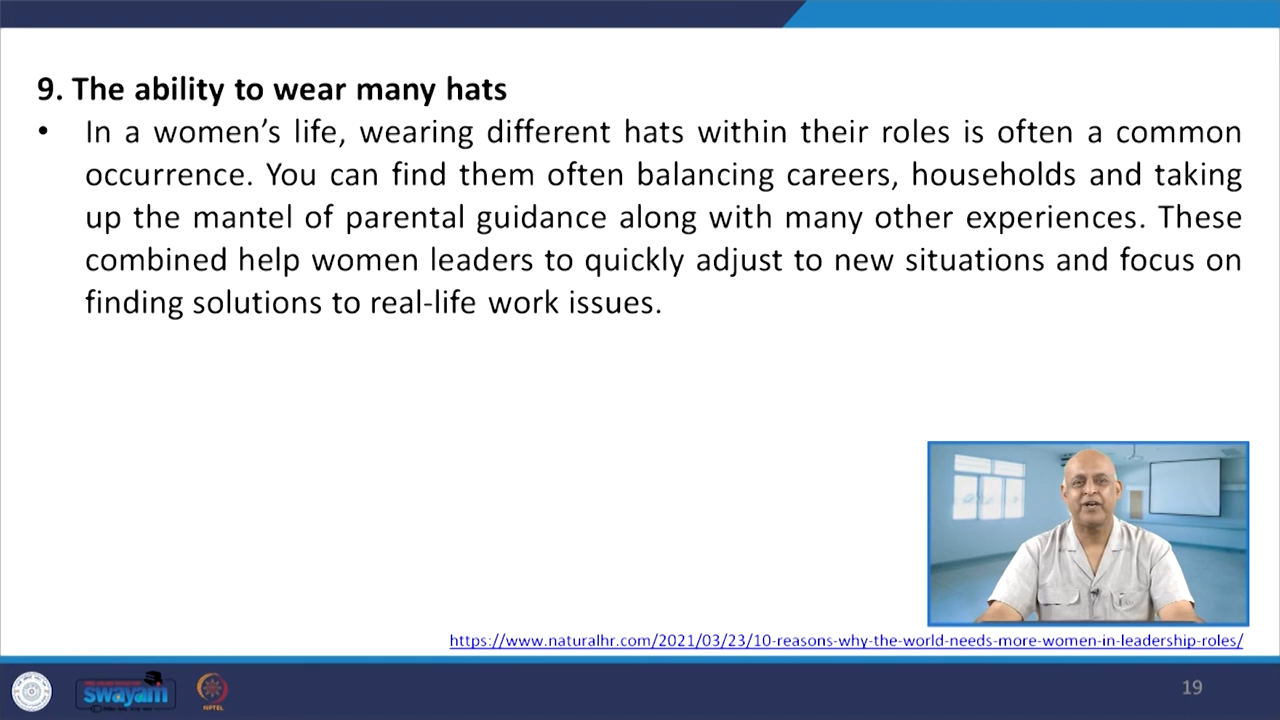 9. The ability to wear many hats
• In a women's life, wearing different hats within their roles is often a common
occurrence. You can find them often balancing careers, households and taking
up the mantel of parental guidance along with many other experiences. These
combined help women leaders to quickly adjust to new situations and focus on
finding solutions to real-life work issues.
https://www.naturalhr.com/2021/03/23/10-reasons-why-the-world-needs-more-women-in-leadership-roles/
swayam
NPTEL
19